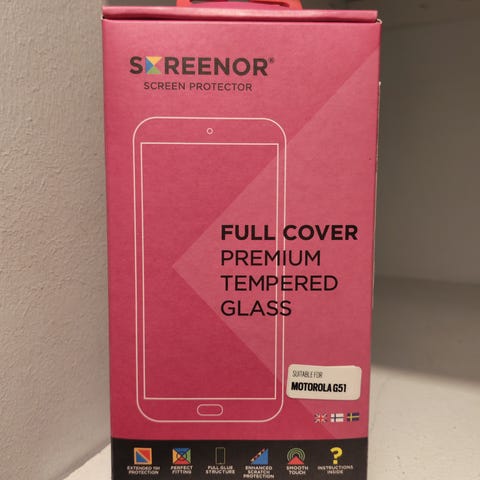 SCREENOR®
SCREEN PROTECTOR
FULL COVER
PREMIUM
TEMPERED
GLASS
SUITABLE FOR
MOTOROLA G51
EXTENDED 9H
PROTECTION
PERFECT
FITTING
FULL GLUE
STRUCTURE
ENHANCED
SCRATCH
PROTECTION
SMOOTH
TOUCH
INSTRUCTIONS
INSIDE